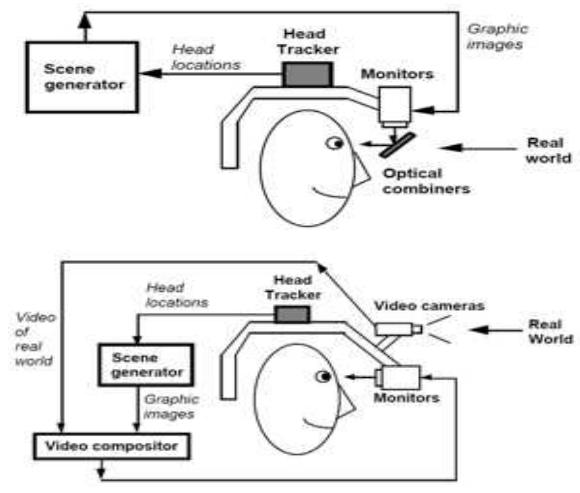 Graphic
images
Head
Tracker
Head
locations
Scene
generator
Monitors
Real
world
Optical
combiners
Head
Tracker
Head
locations
Video cameras
Video
of
real
world
Real
World
Scene
generator
Monitors
Graphic
images
Video compositor